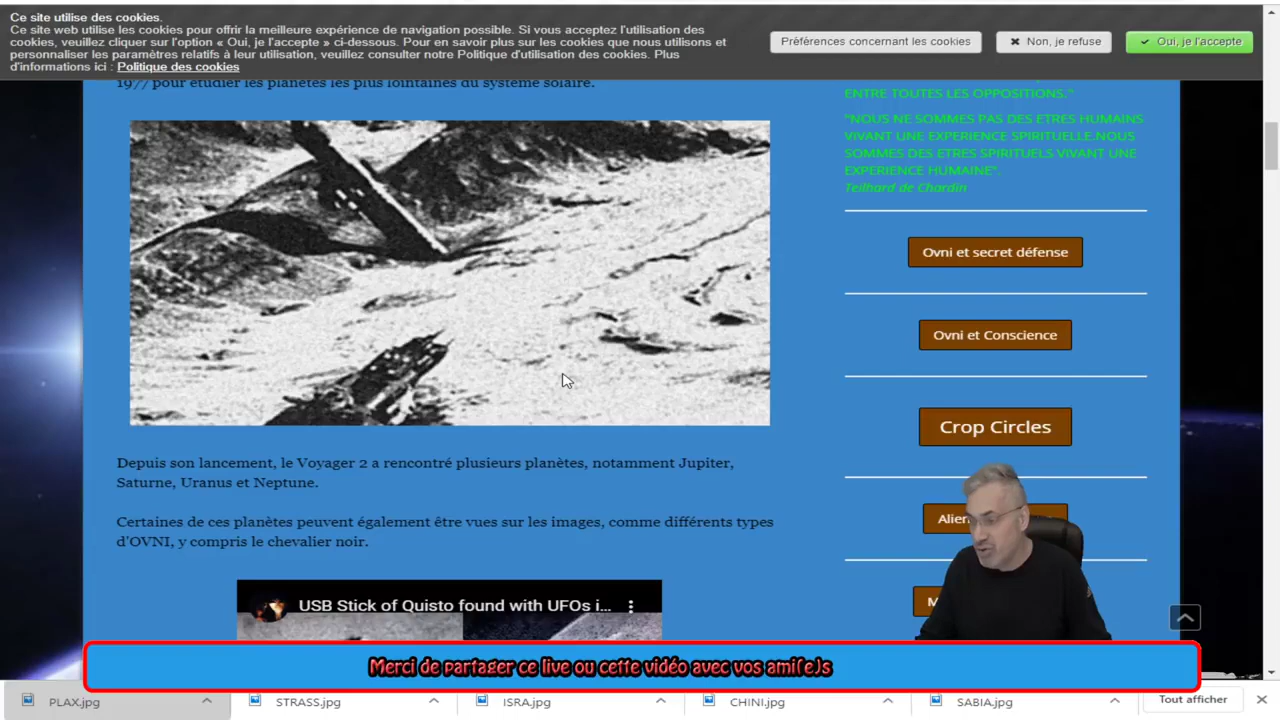 Ce site utilise des cookies.
Ce site web utilise les cookies pour offrir la meilleure expérience de navigation possible. Si vous acceptez l'utilisation des
cookies, veuillez cliquer sur l'option « Oui, je l'accepte » ci-dessous. Pour en savoir plus sur les cookies que nous utilisons et
personnaliser les paramètres relatifs à leur utilisation, veuillez consulter notre Politique d'utilisation des cookies. Plus
d'informations ici : Politique des cookies
Préférences concernant les cookies
Non, je refuse
Oui, je l'accepte
1977 pour étudier les planètes les plus lointaines du système solaire.
Depuis son lancement, le Voyager 2 a rencontré plusieurs planètes, notamment Jupiter,
Saturne, Uranus et Neptune.
Certaines de ces planètes peuvent également être vues sur les images, comme différents types
d'OVNI, y compris le chevalier noir.
USB Stick of Quisto found with UFOs i...
ENTRE TOUTES LES OPPOSITIONS."
"NOUS NE SOMMES PAS DES ETRES HUMAINS
VIVANT UNE EXPERIENCE SPIRITUELLE.NOUS
SOMMES DES ETRES SPIRITUELS VIVANT UNE
EXPERIENCE HUMAINE".
Teilhard de Chardin
Ovni et secret défense
Ovni et Conscience
Crop Circles
Alien
M
Merci de partager ce live ou cette vidéo avec vos ami(e)s
PLAX.jpg
STRASS.jpg
ISRA.jpg
CHINI.jpg
SABIA.jpg
Tout afficher